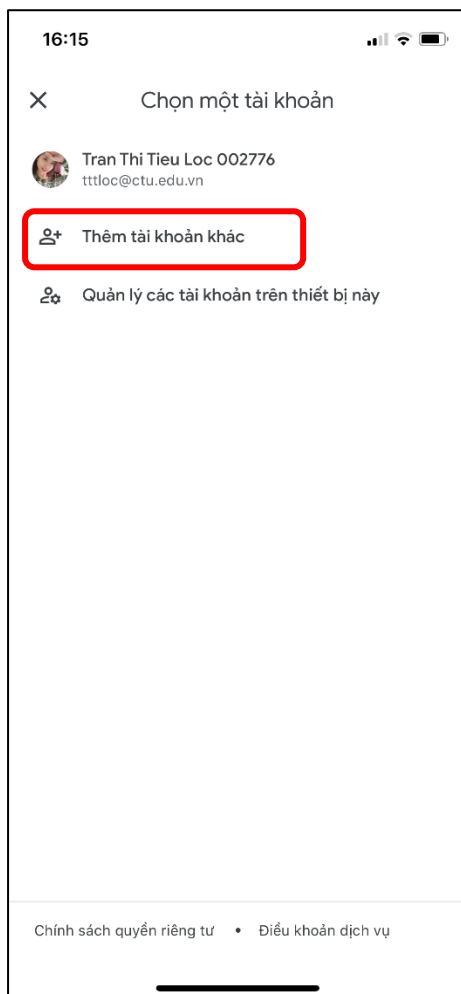 16:15
Chọn một tài khoản
Tran Thi Tieu Loc 002776
tttloc@ctu.edu.vn
Thêm tài khoản khác
Quản lý các tài khoản trên thiết bị này
Chính sách quyền riêng tư • Điều khoản dịch vụ